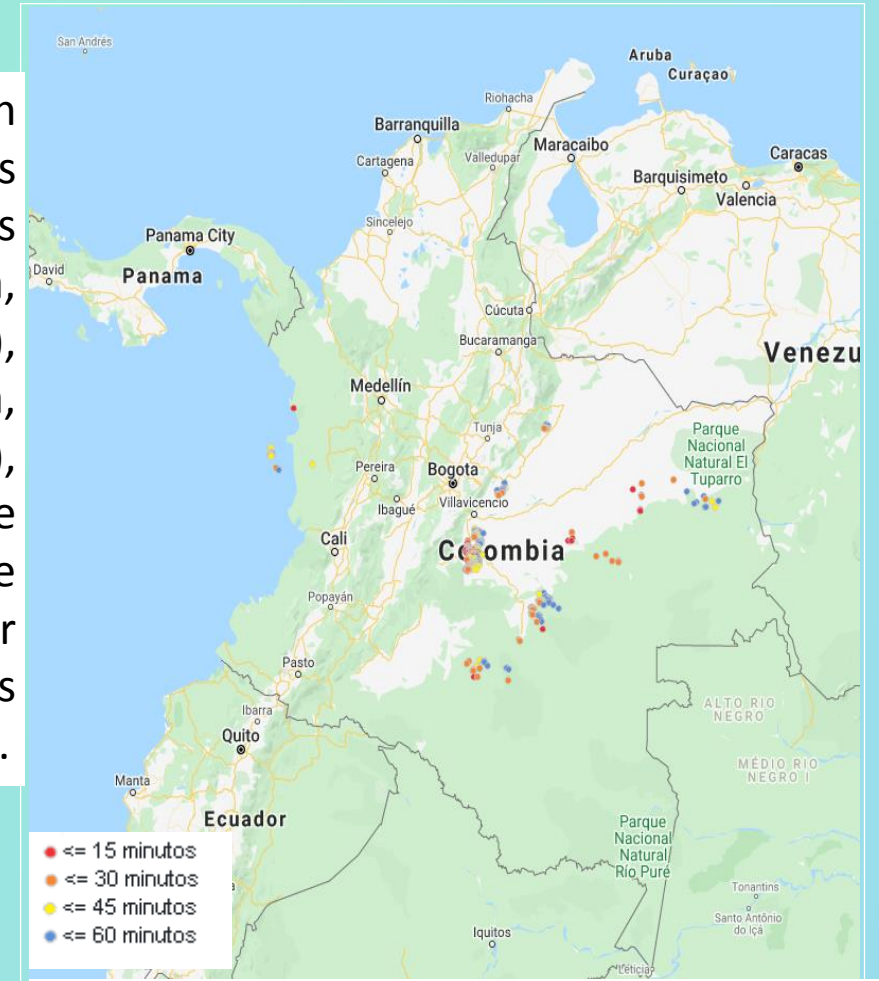 San Andrés
Aruba
Curaçao
Riohacha
Barranquilla
Maracaibo
Cartagena
Valledupar
Caracas
Barquisimeto
Valencia
Sincelejo
Panama City
David
Panama
Cúcuta
Bucaramanga
Venezu
Medellín
Parque
Nacional
Natural El
Tuparro
Tunja
Pereira
Bogota
Ibagué
Villavicencio
Cali
Colombia
Popayán
Pasto
ALTO RIO
NEGRO
Ibarra
Quito
MÉDIO RIO
NEGRO I
Manta
Ecuador
Parque
Nacional
Natural
Río Puré
<= 15 minutos
<= 30 minutos
<= 45 minutos
<= 60 minutos
Tonantins
Santo Antônio
do Içá
Iquitos
Leticia